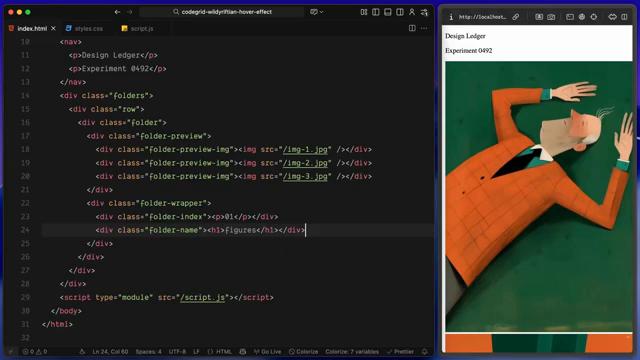 codegrid-wildyriftian-hover-effect
index.html
styles.css
script.js
10 <nav>
11 <p>Design Ledger</p>
12 <p>Experiment 0492</p>
13 </nav>
14 <div class="folders">
15 <div class="row">
16 <div class="folder">
17 <div class="folder-preview">
18 <div class="folder-preview-img"><img src="/img-1.jpg" /></div>
19 <div class="folder-preview-img"><img src="/img-2.jpg" /></div>
20 <div class="folder-preview-img"><img src="/img-3.jpg" /></div>
21 </div>
22 <div class="folder-wrapper">
23 <div class="folder-index"><p>01</p></div>
24 <div class="folder-name"><h1>figures</h1></div>
25 </div>
26 </div>
27 </div>
28 </div>
29 <script type="module" src="/script.js"></script>
30 </body>
31 </html>
32
Ln 24, Col 60 Spaces: 4 UTF-8 LF HTML Go Live Colorize Colorize: 7 variables Prettier
http://localhost...
Design Ledger
Experiment 0492